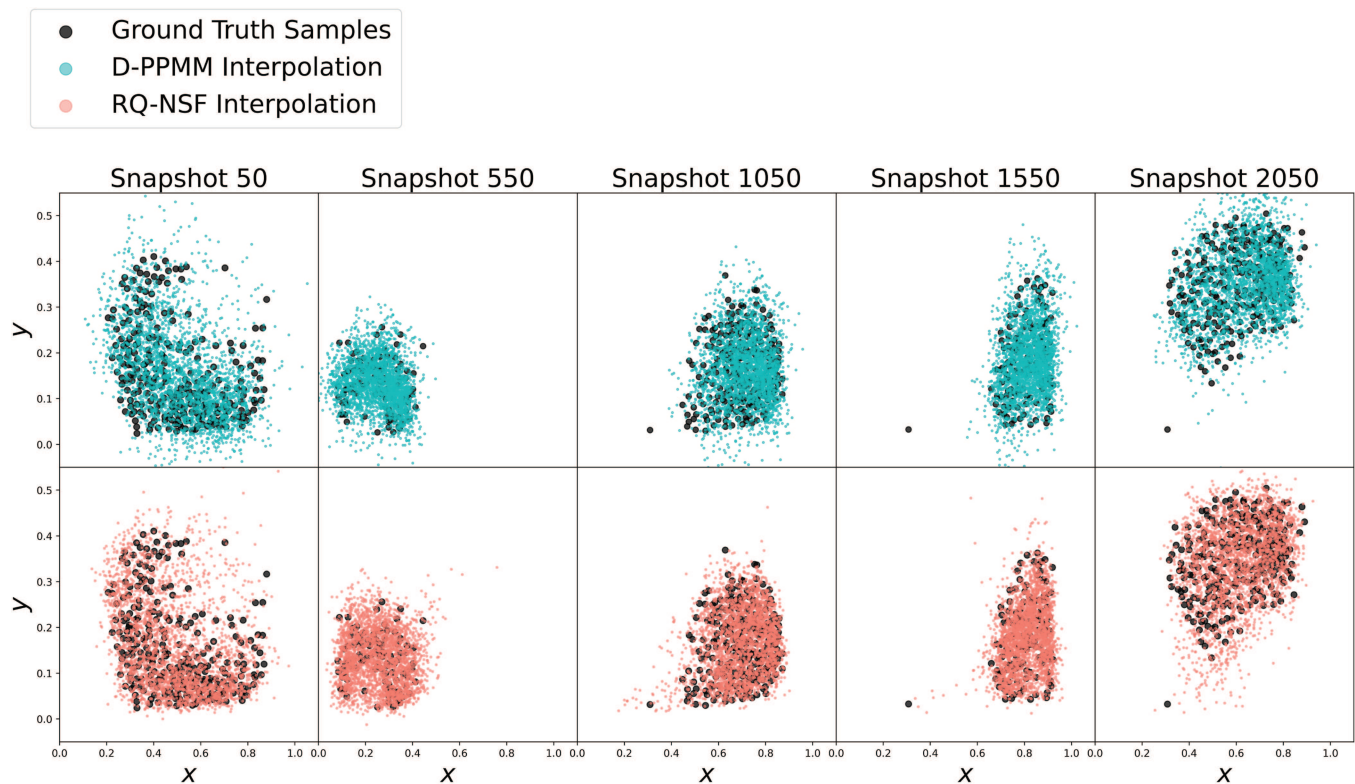 Ground Truth Samples
D-PPMM Interpolation
RQ-NSF Interpolation
Snapshot 50 Snapshot 550 Snapshot 1050 Snapshot 1550 Snapshot 2050
0.5
0.4
0.3
y
0.2
0.1
0.0
0.5
0.4
0.3
y
0.2
0.1
0.0
0.0 0.2 0.4 0.6 0.8 1.0 0.0 0.2 0.4 0.6 0.8 1.0 0.0 0.2 0.4 0.6 0.8 1.0 0.0 0.2 0.4 0.6 0.8 1.0 0.0 0.2 0.4 0.6 0.8 1.0
x x x x x